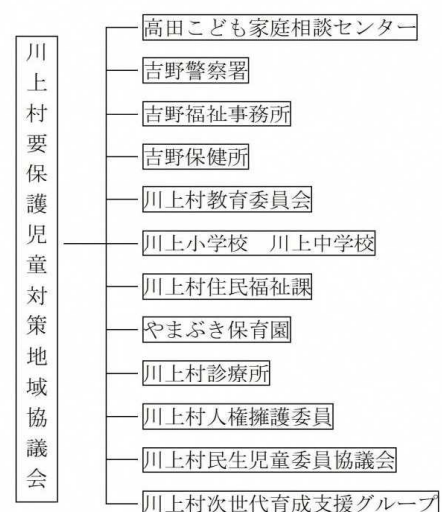 川上村要保護児童対策地域協議会
高田こども家庭相談センター
吉野警察署
吉野福祉事務所
吉野保健所
川上村教育委員会
川上小学校　川上中学校
川上村住民福祉課
やまぶき保育園
川上村診療所
川上村人権擁護委員
川上村民生児童委員協議会
川上村次世代育成支援グループ